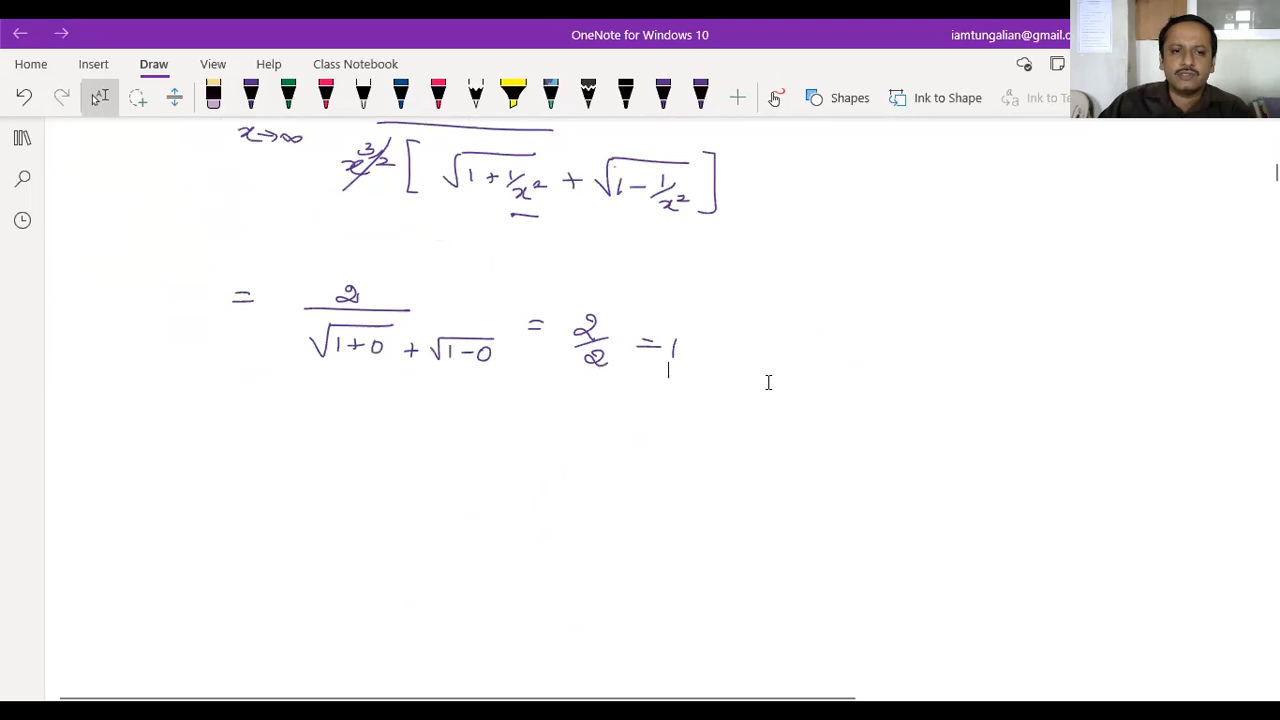 OneNote for Windows 10
iamtungalian@gmail.c
Home Insert Draw View Help Class Notebook
Shapes Ink to Shape Ink to Te
x→∞
x^3/2 [ √(1 + 1/x²) + √(1 − 1/x²) ]
= 2 / (√(1+0) + √(1−0)) = 2/2 = 1